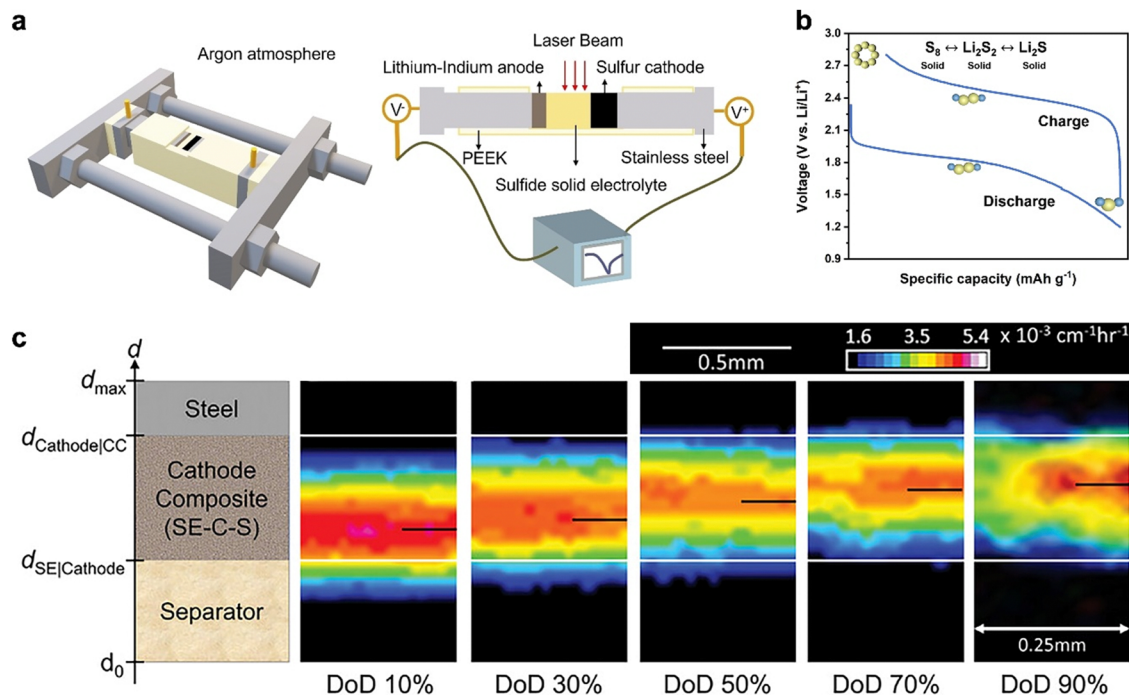 a
Argon atmosphere
Laser Beam
Lithium-Indium anode
Sulfur cathode
V-
V+
PEEK
Stainless steel
Sulfide solid electrolyte
b
S8 ↔ Li2S2 ↔ Li2S
Solid Solid Solid
Charge
Discharge
Voltage (V vs. Li/Li+)
3.0
2.7
2.4
2.1
1.8
1.5
1.2
0.9
Specific capacity (mAh g-1)
c
0.5mm
1.6 3.5 5.4 x 10-3 cm-1hr-1
d
dmax
Steel
dCathode|CC
Cathode
Composite
(SE-C-S)
dSE|Cathode
Separator
d0
0.25mm
DoD 10% DoD 30% DoD 50% DoD 70% DoD 90%